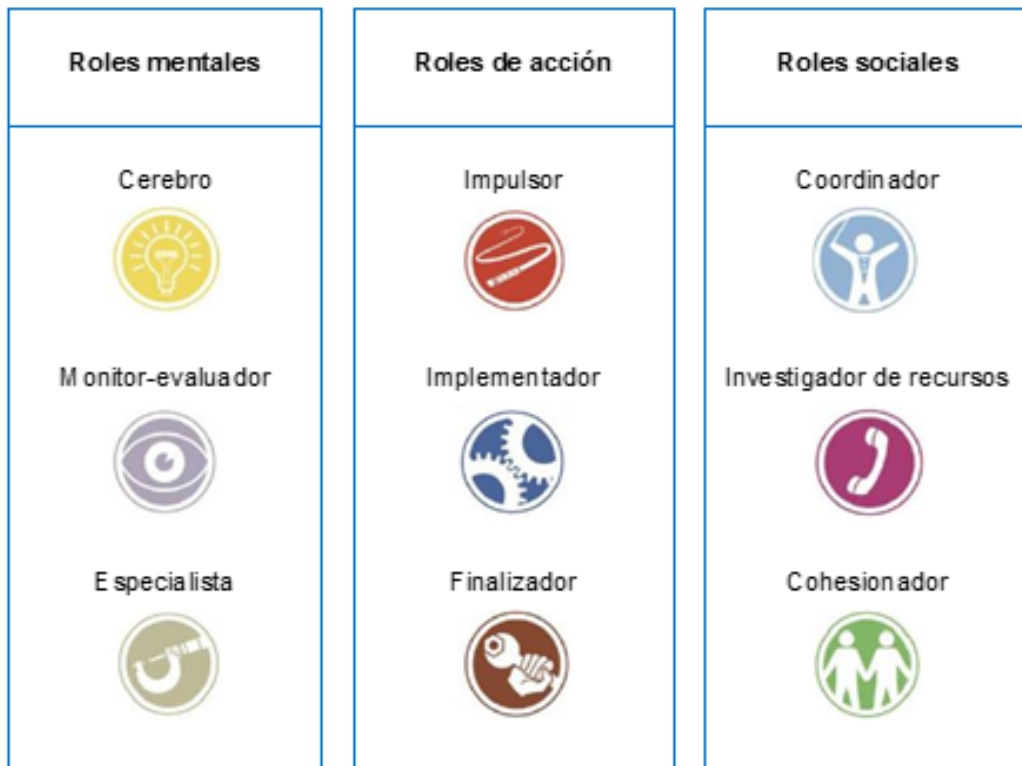 Roles mentales
Cerebro
Monitor-evaluador
Especialista
Roles de acción
Impulsor
Implementador
Finalizador
Roles sociales
Coordinador
Investigador de recursos
Cohesionador